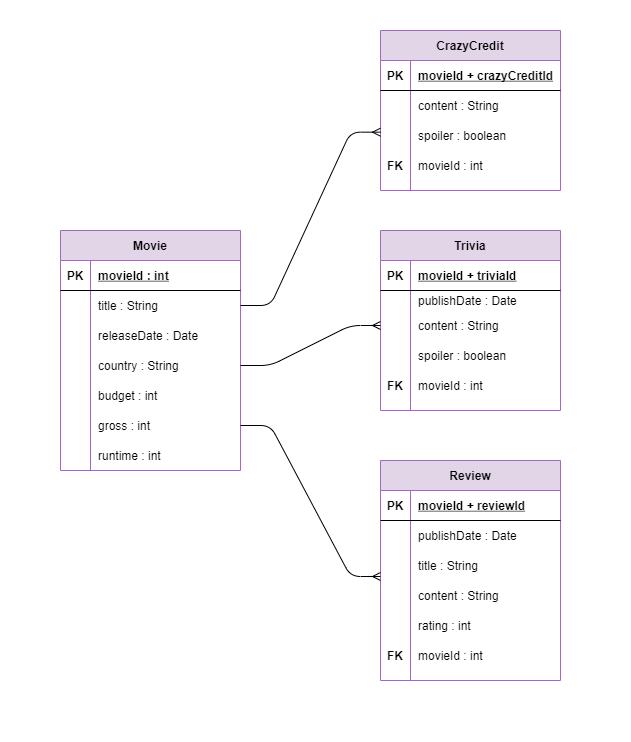 CrazyCredit
PK movieId + crazyCreditId
content : String
spoiler : boolean
FK movieId : int
Movie
PK movieId : int
title : String
releaseDate : Date
country : String
budget : int
gross : int
runtime : int
Trivia
PK movieId + triviaId
publishDate : Date
content : String
spoiler : boolean
FK movieId : int
Review
PK movieId + reviewId
publishDate : Date
title : String
content : String
rating : int
FK movieId : int